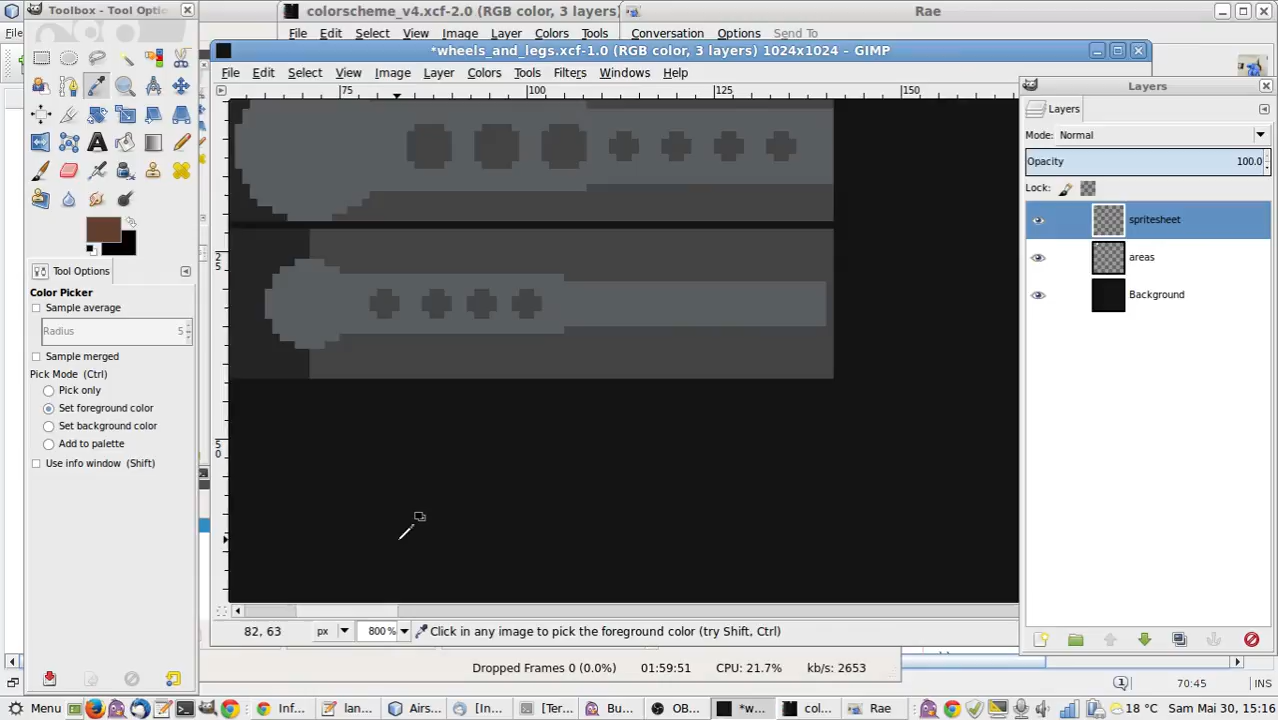 Toolbox - Tool Optio
colorscheme_v4.xcf-2.0 (RGB color, 3 layers)
Rae
File
File Edit Select View Image Layer Colors Tools
Conversation Options Send To
*wheels_and_legs.xcf-1.0 (RGB color, 3 layers) 1024x1024 – GIMP
File Edit Select View Image Layer Colors Tools Filters Windows Help
Layers
75 100 125 150
Layers
Mode: Normal
Opacity 100.0
Lock:
spritesheet
areas
Background
25
50
Tool Options
Color Picker
Sample average
Radius 5
Sample merged
Pick Mode (Ctrl)
Pick only
Set foreground color
Set background color
Add to palette
Use info window (Shift)
82, 63 px 800 % Click in any image to pick the foreground color (try Shift, Ctrl)
Dropped Frames 0 (0.0%) 01:59:51 CPU: 21.7% kb/s: 2653
70:45 INS
Menu Inf... lan... Airs... [In... [Ter... Bu... OB... *w... col... Rae 18 °C Sam Mai 30, 15:16